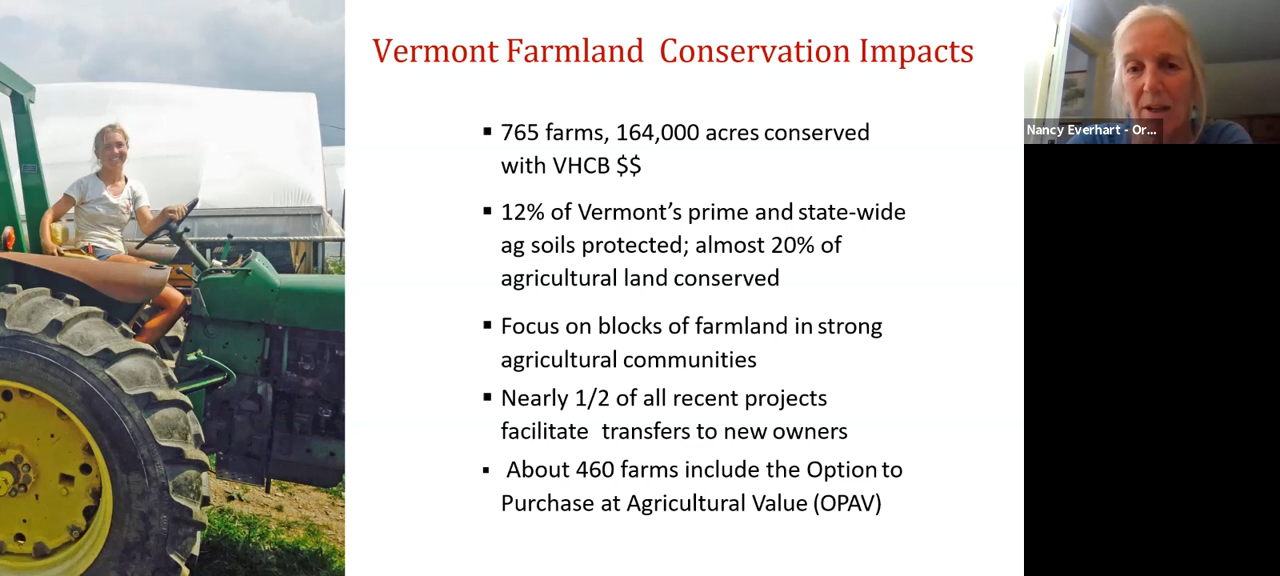 Vermont Farmland Conservation Impacts
▪ 765 farms, 164,000 acres conserved
with VHCB $$
▪ 12% of Vermont’s prime and state-wide
ag soils protected; almost 20% of
agricultural land conserved
▪ Focus on blocks of farmland in strong
agricultural communities
▪ Nearly 1/2 of all recent projects
facilitate transfers to new owners
▪ About 460 farms include the Option to
Purchase at Agricultural Value (OPAV)
Nancy Everhart - Or...